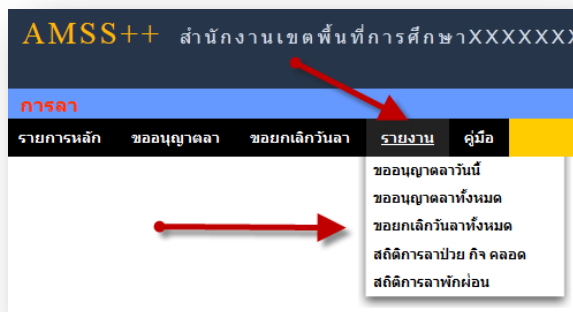 AMSS++ สำนักงานเขตพื้นที่การศึกษาXXXXXXX
การลา
รายการหลัก ขออนุญาตลา ขอยกเลิกวันลา รายงาน คู่มือ
ขออนุญาตลาวันนี้
ขออนุญาตลาทั้งหมด
ขอยกเลิกวันลาทั้งหมด
สถิติการลาป่วย กิจ คลอด
สถิติการลาพักผ่อน